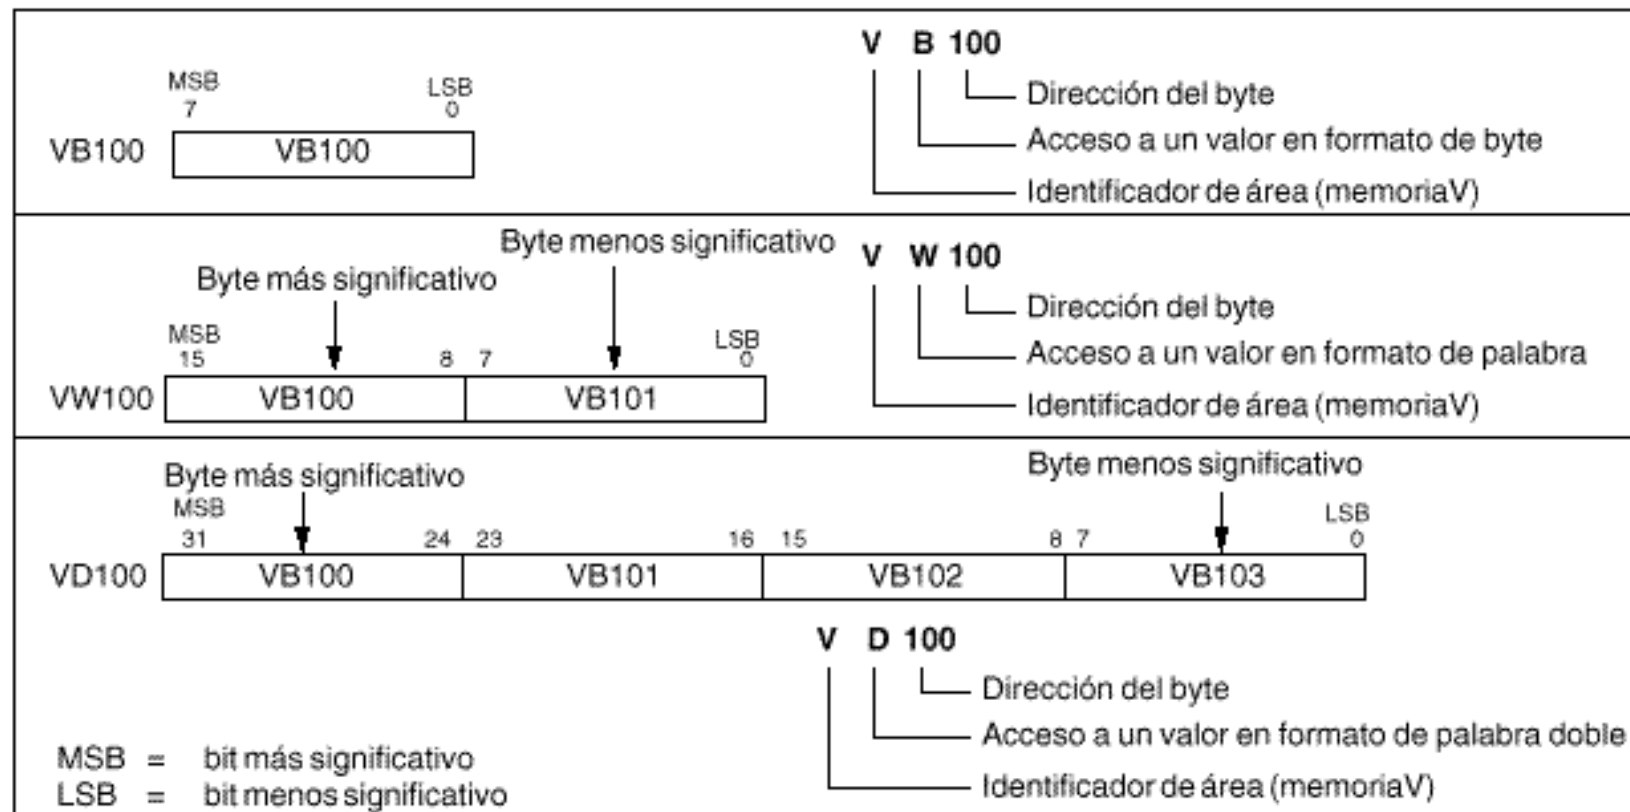 V B 100
MSB
7
LSB
0
Dirección del byte
VB100
VB100
Acceso a un valor en formato de byte
Identificador de área (memoriaV)
Byte menos significativo
V W 100
Byte más significativo
Dirección del byte
MSB
15
8
7
LSB
0
Acceso a un valor en formato de palabra
VW100
VB100
VB101
Identificador de área (memoriaV)
Byte más significativo
Byte menos significativo
MSB
31
24
23
16
15
8
7
LSB
0
VD100
VB100
VB101
VB102
VB103
V D 100
Dirección del byte
Acceso a un valor en formato de palabra doble
Identificador de área (memoriaV)
MSB = bit más significativo
LSB = bit menos significativo